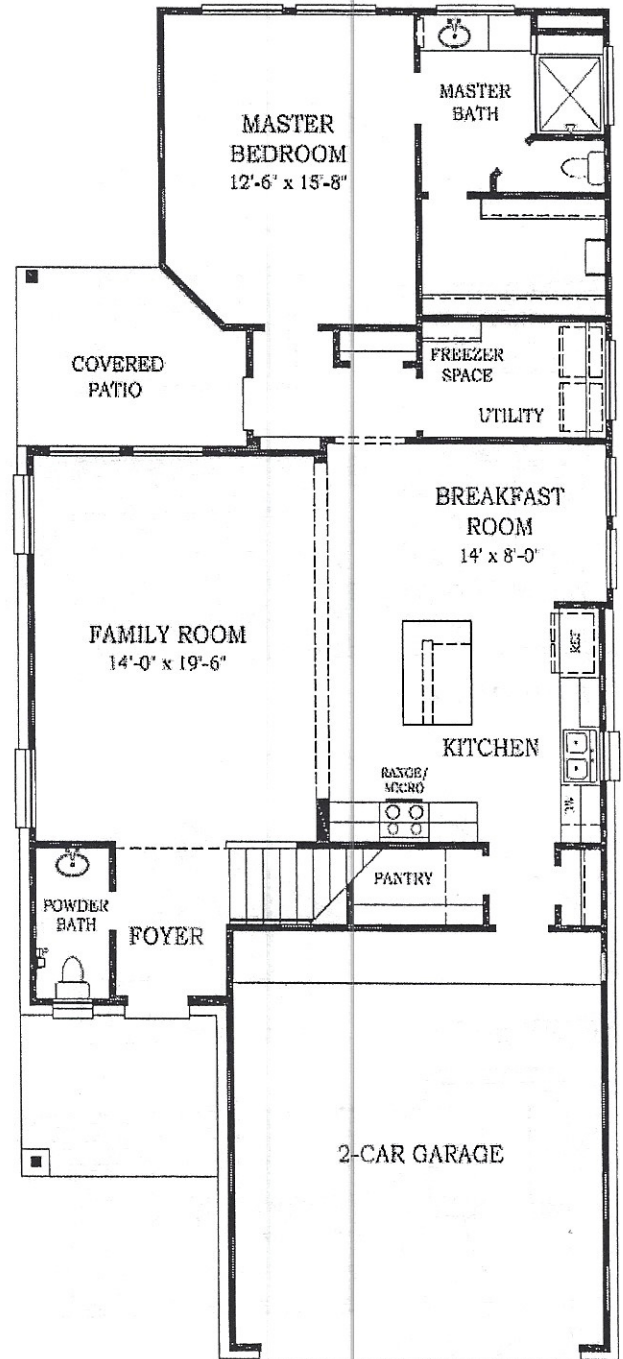 MASTER
BEDROOM
12'-6" x 15'-8"
MASTER
BATH
COVERED
PATIO
FREEZER
SPACE
UTILITY
BREAKFAST
ROOM
14' x 8'-0"
FAMILY ROOM
14'-0" x 19'-6"
REF
KITCHEN
RANGE/
MICRO
PANTRY
POWDER
BATH
FOYER
TP
2-CAR GARAGE